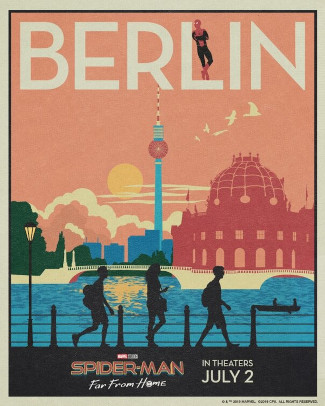 BERLIN
MARVEL STUDIOS
SPIDER-MAN
Far From Home
IN THEATERS
JULY 2